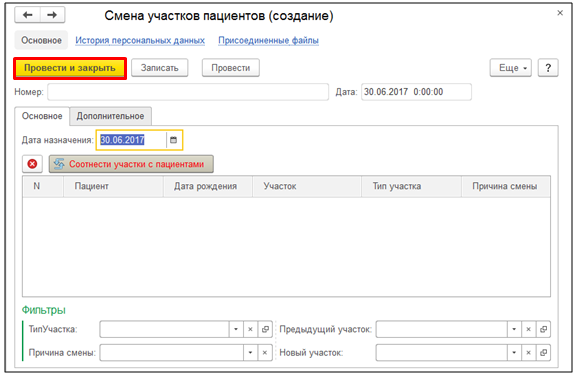 Смена участков пациентов (создание)
Основное История персональных данных Присоединенные файлы
Провести и закрыть Записать Провести Еще ?
Номер: Дата: 30.06.2017 0:00:00
Основное Дополнительное
Дата назначения: 30.06.2017
Соотнести участки с пациентами
N Пациент Дата рождения Участок Тип участка Причина смены
Фильтры
ТипУчастка: Предыдущий участок:
Причина смены: Новый участок: